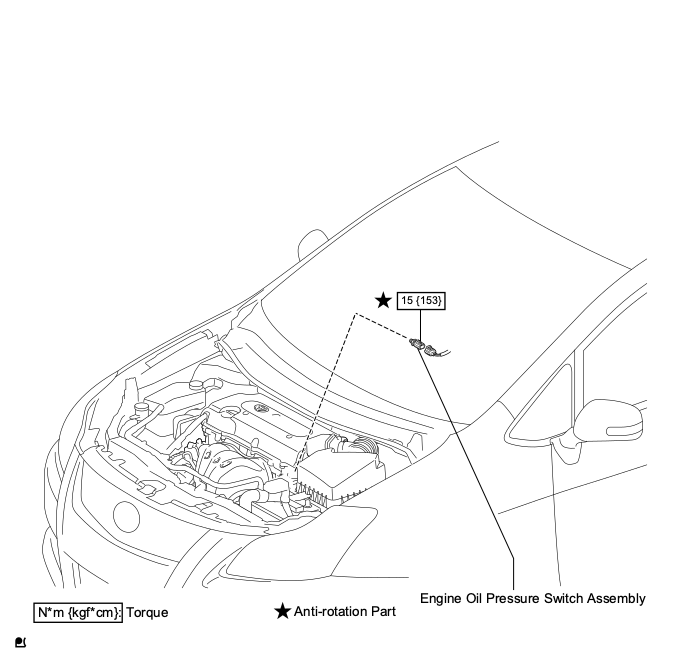 ★ 15 {153}
Engine Oil Pressure Switch Assembly
N*m {kgf*cm}: Torque
★ Anti-rotation Part